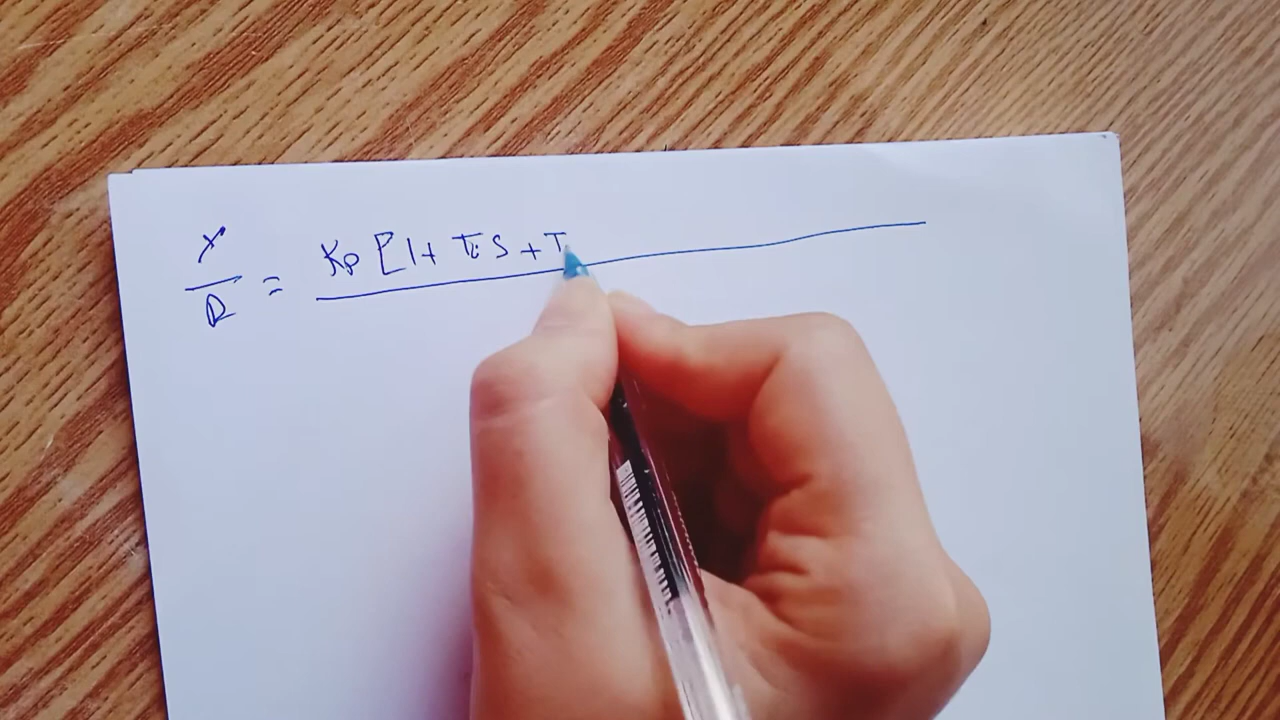 Y/R = Kp [1+ Ti S + T